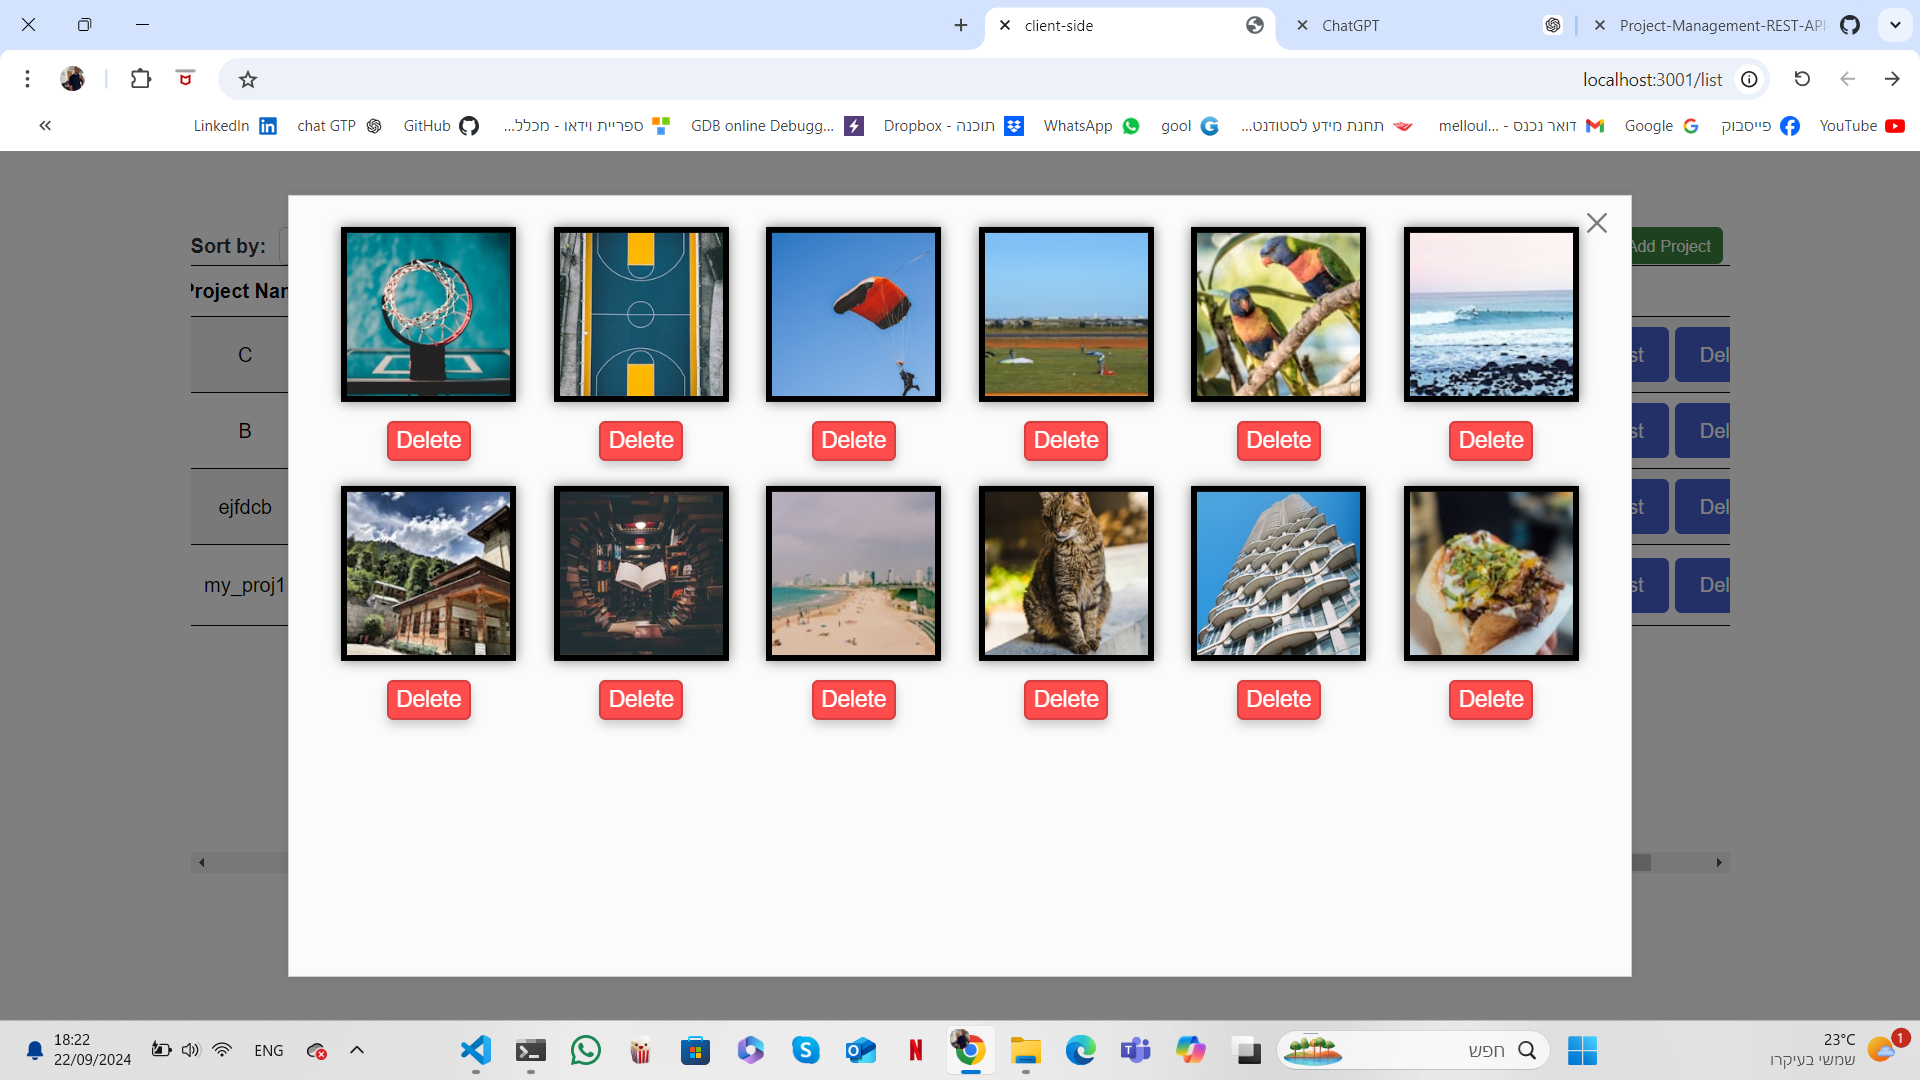 client-side
ChatGPT
Project-Management-REST-API
localhost:3001/list
LinkedIn
chat GTP
GitHub
ספריית וידאו - מכלל...
GDB online Debugg...
Dropbox - תוכנה
WhatsApp
gool
תחנת מידע לסטודנט...
דואר נכנס - melloul...
Google
פייסבוק
YouTube
Sort by:
Add Project
Project Nan
C
st
Del
B
st
Del
ejfdcb
st
Del
my_proj1
st
Del
Delete
Delete
Delete
Delete
Delete
Delete
Delete
Delete
Delete
Delete
Delete
Delete
18:22
22/09/2024
ENG
חפש
23°C
שמשי בעיקרו
1